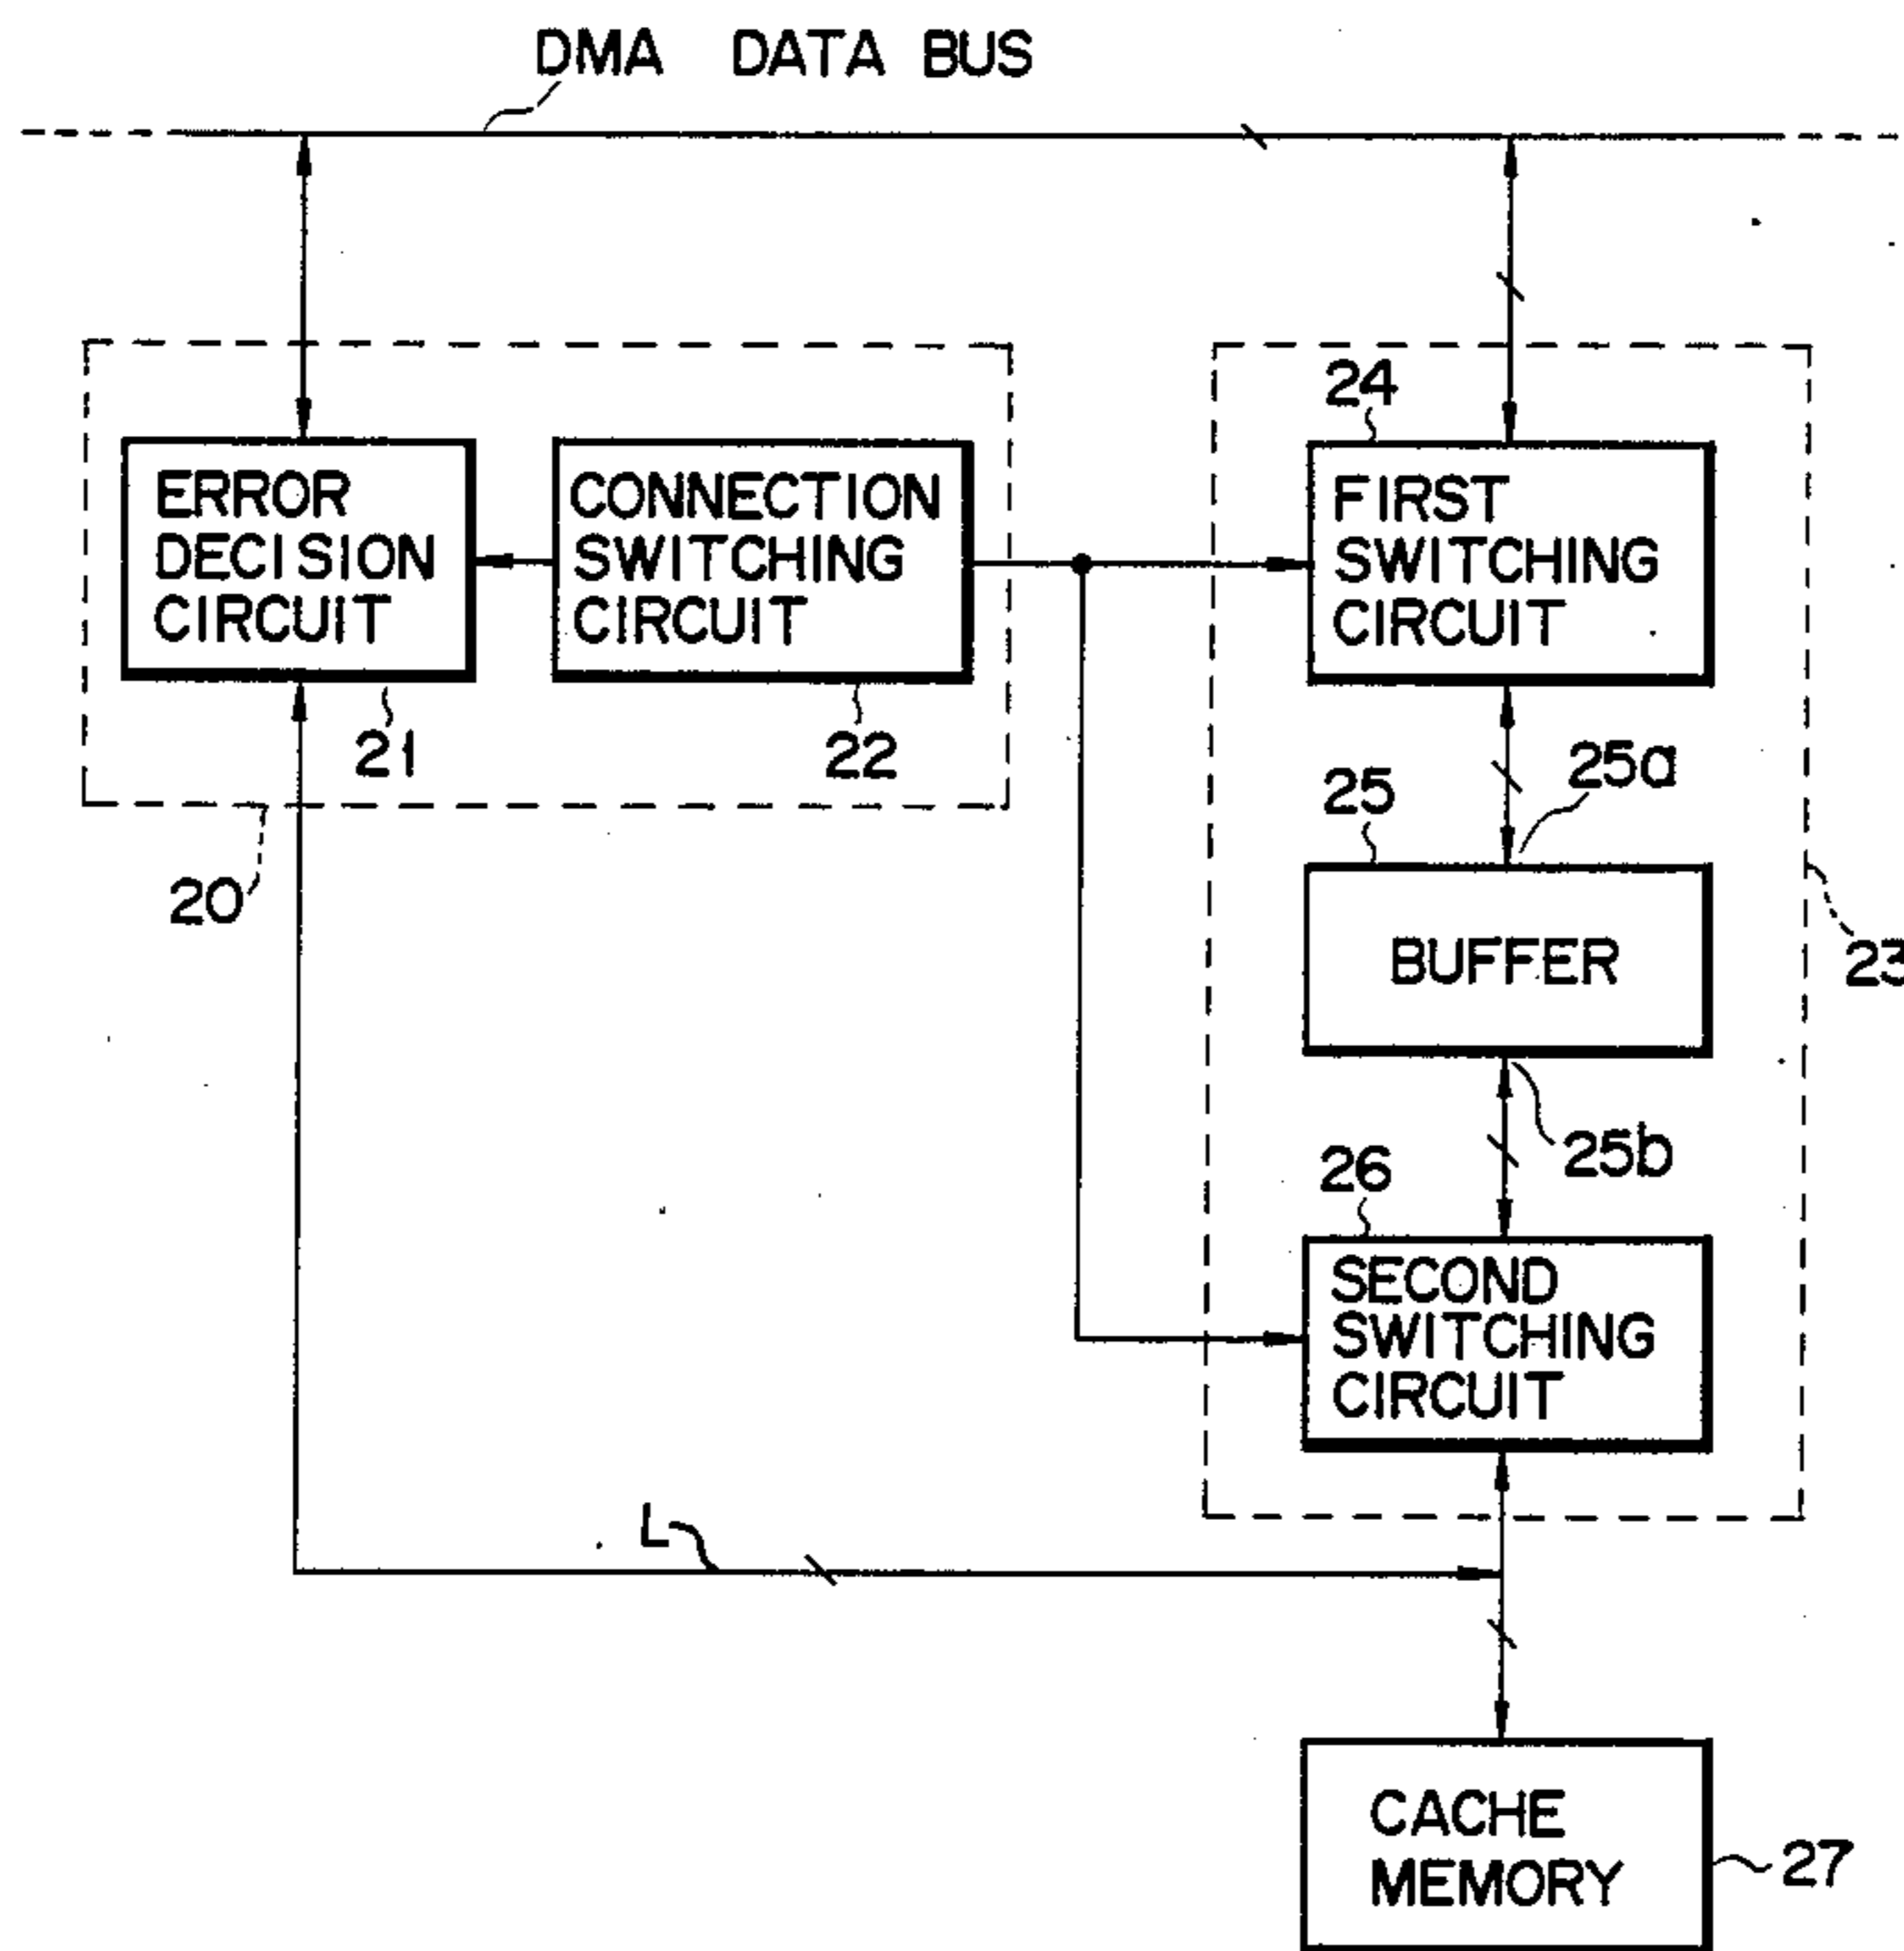 DMA DATA BUS
24
ERROR
DECISION
CIRCUIT
CONNECTION
SWITCHING
CIRCUIT
FIRST
SWITCHING
CIRCUIT
21
22
25
25a
20
BUFFER
23
26
25b
SECOND
SWITCHING
CIRCUIT
L
CACHE
MEMORY
27